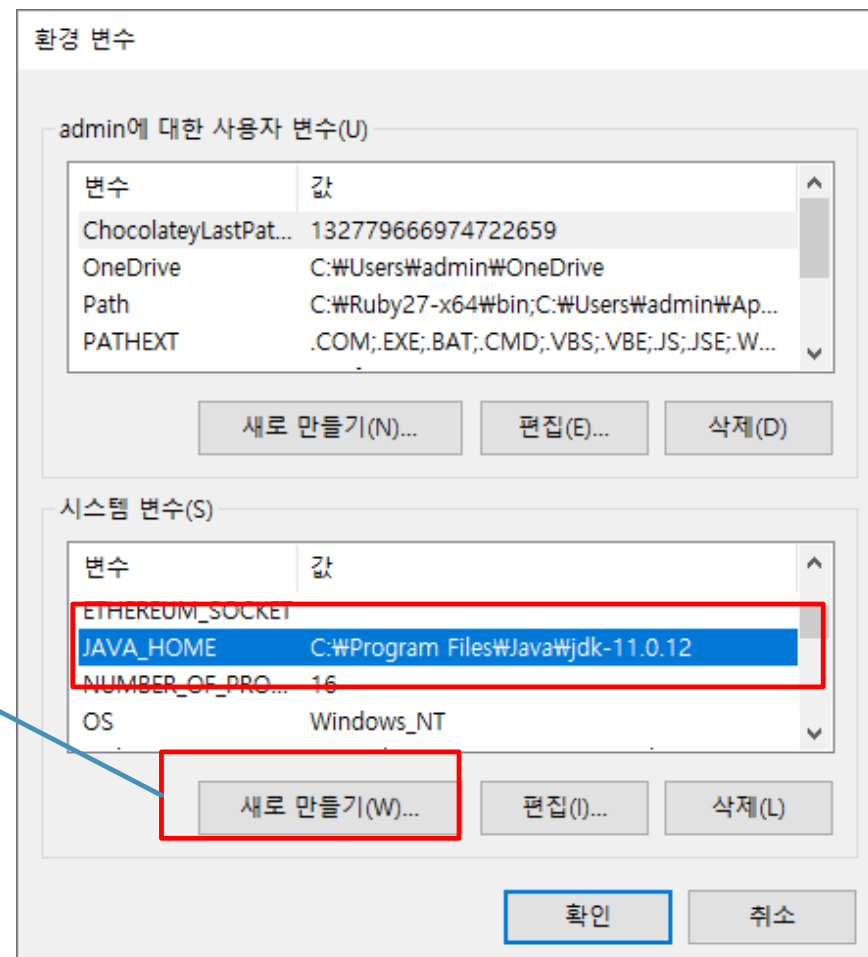 환경 변수
admin에 대한 사용자 변수(U)
변수 값
ChocolateyLastPat... 132779666974722659
OneDrive C:₩Users₩admin₩OneDrive
Path C:₩Ruby27-x64₩bin;C:₩Users₩admin₩Ap...
PATHEXT .COM;.EXE;.BAT;.CMD;.VBS;.VBE;.JS;.JSE;.W...
새로 만들기(N)... 편집(E)... 삭제(D)
시스템 변수(S)
변수 값
ETHEREUM_SOCKET
JAVA_HOME C:₩Program Files₩Java₩jdk-11.0.12
NUMBER_OF_PRO... 16
OS Windows_NT
새로 만들기(W)... 편집(I)... 삭제(L)
확인 취소